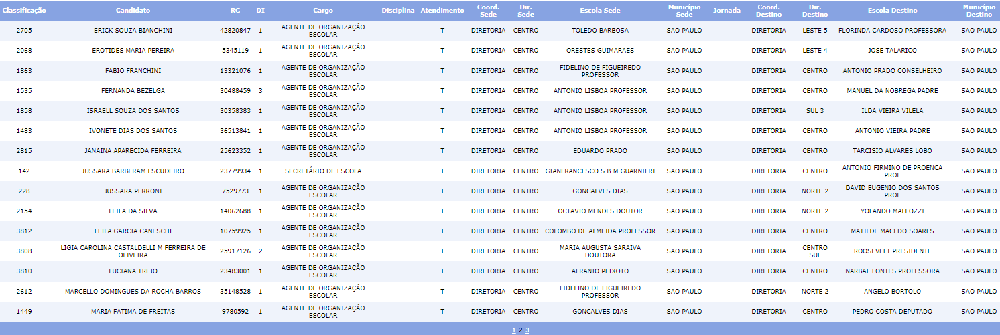 Classificação Candidato RG DI Cargo Disciplina Atendimento Coord. Sede Dir. Sede Escola Sede Município Sede Jornada Coord. Destino Dir. Destino Escola Destino Município Destino
2705 ERICK SOUZA BIANCHINI 42820847 1 AGENTE DE ORGANIZAÇÃO ESCOLAR T DIRETORIA CENTRO TOLEDO BARBOSA SAO PAULO DIRETORIA LESTE 5 FLORINDA CARDOSO PROFESSORA SAO PAULO
2068 EROTIDES MARIA PEREIRA 5345119 1 AGENTE DE ORGANIZAÇÃO ESCOLAR T DIRETORIA CENTRO ORESTES GUIMARAES SAO PAULO DIRETORIA LESTE 4 JOSE TALARICO SAO PAULO
1863 FABIO FRANCHINI 13321076 1 AGENTE DE ORGANIZAÇÃO ESCOLAR T DIRETORIA CENTRO FIDELINO DE FIGUEIREDO PROFESSOR SAO PAULO DIRETORIA CENTRO ANTONIO PRADO CONSELHEIRO SAO PAULO
1535 FERNANDA BEZELGA 30488459 3 AGENTE DE ORGANIZAÇÃO ESCOLAR T DIRETORIA CENTRO ANTONIO LISBOA PROFESSOR SAO PAULO DIRETORIA CENTRO MANUEL DA NOBREGA PADRE SAO PAULO
1858 ISRAELL SOUZA DOS SANTOS 30358383 1 AGENTE DE ORGANIZAÇÃO ESCOLAR T DIRETORIA CENTRO ANTONIO LISBOA PROFESSOR SAO PAULO DIRETORIA SUL 3 ILDA VIEIRA VILELA SAO PAULO
1483 IVONETE DIAS DOS SANTOS 36513841 1 AGENTE DE ORGANIZAÇÃO ESCOLAR T DIRETORIA CENTRO ANTONIO LISBOA PROFESSOR SAO PAULO DIRETORIA CENTRO ANTONIO VIEIRA PADRE SAO PAULO
2815 JANAINA APARECIDA FERREIRA 25623352 1 AGENTE DE ORGANIZAÇÃO ESCOLAR T DIRETORIA CENTRO EDUARDO PRADO SAO PAULO DIRETORIA CENTRO TARCISIO ALVARES LOBO SAO PAULO
142 JUSSARA BARBERAM ESCUDEIRO 23779934 1 SECRETÁRIO DE ESCOLA T DIRETORIA CENTRO GIANFRANCESCO S B M GUARNIERI SAO PAULO DIRETORIA CENTRO ANTONIO FIRMINO DE PROENCA PROF SAO PAULO
228 JUSSARA PERRONI 7529773 1 AGENTE DE ORGANIZAÇÃO ESCOLAR T DIRETORIA CENTRO GONCALVES DIAS SAO PAULO DIRETORIA NORTE 2 DAVID EUGENIO DOS SANTOS PROF SAO PAULO
2154 LEILA DA SILVA 14062688 1 AGENTE DE ORGANIZAÇÃO ESCOLAR T DIRETORIA CENTRO OCTAVIO MENDES DOUTOR SAO PAULO DIRETORIA NORTE 2 YOLANDO MALLOZZI SAO PAULO
3812 LEILA GARCIA CANESCHI 10759925 1 AGENTE DE ORGANIZAÇÃO ESCOLAR T DIRETORIA CENTRO COLOMBO DE ALMEIDA PROFESSOR SAO PAULO DIRETORIA CENTRO MATILDE MACEDO SOARES SAO PAULO
3808 LIGIA CAROLINA CASTALDELLI M FERREIRA DE OLIVEIRA 25917126 2 AGENTE DE ORGANIZAÇÃO ESCOLAR T DIRETORIA CENTRO MARIA AUGUSTA SARAIVA DOUTORA SAO PAULO DIRETORIA CENTRO SUL ROOSEVELT PRESIDENTE SAO PAULO
3810 LUCIANA TREJO 23483001 1 AGENTE DE ORGANIZAÇÃO ESCOLAR T DIRETORIA CENTRO AFRANIO PEIXOTO SAO PAULO DIRETORIA CENTRO NARBAL FONTES PROFESSORA SAO PAULO
2612 MARCELLO DOMINGUES DA ROCHA BARROS 35148528 1 AGENTE DE ORGANIZAÇÃO ESCOLAR T DIRETORIA CENTRO FIDELINO DE FIGUEIREDO PROFESSOR SAO PAULO DIRETORIA NORTE 2 ANGELO BORTOLO SAO PAULO
1449 MARIA FATIMA DE FREITAS 9780592 1 AGENTE DE ORGANIZAÇÃO ESCOLAR T DIRETORIA CENTRO GONCALVES DIAS SAO PAULO DIRETORIA CENTRO PEDRO COSTA DEPUTADO SAO PAULO
1 2 3